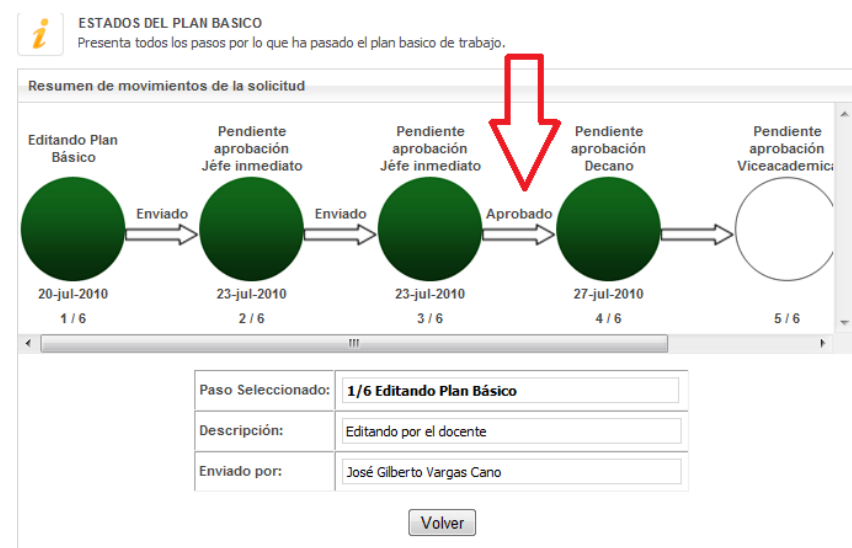 ESTADOS DEL PLAN BASICO
Presenta todos los pasos por lo que ha pasado el plan basico de trabajo.
Resumen de movimientos de la solicitud
Editando Plan
Básico
Pendiente
aprobación
Jéfe inmediato
Pendiente
aprobación
Jéfe inmediato
Pendiente
aprobación
Decano
Pendiente
aprobación
Viceacademica
Enviado
Enviado
Aprobado
20-jul-2010
23-jul-2010
23-jul-2010
27-jul-2010
1 / 6
2 / 6
3 / 6
4 / 6
5 / 6
Paso Seleccionado: 1/6 Editando Plan Básico
Descripción: Editando por el docente
Enviado por: José Gilberto Vargas Cano
Volver